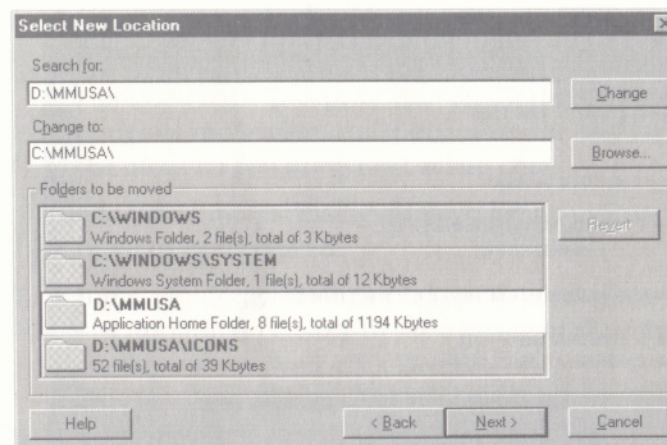 Select New Location
Search for:
D:\MMUSA\
Change
Change to:
C:\MMUSA\
Browse...
Folders to be moved
C:\WINDOWS
Windows Folder, 2 file(s), total of 3 Kbytes
Revert
C:\WINDOWS\SYSTEM
Windows System Folder, 1 file(s), total of 12 Kbytes
D:\MMUSA
Application Home Folder, 8 file(s), total of 1194 Kbytes
D:\MMUSA\ICONS
52 file(s), total of 39 Kbytes
Help
< Back
Next >
Cancel